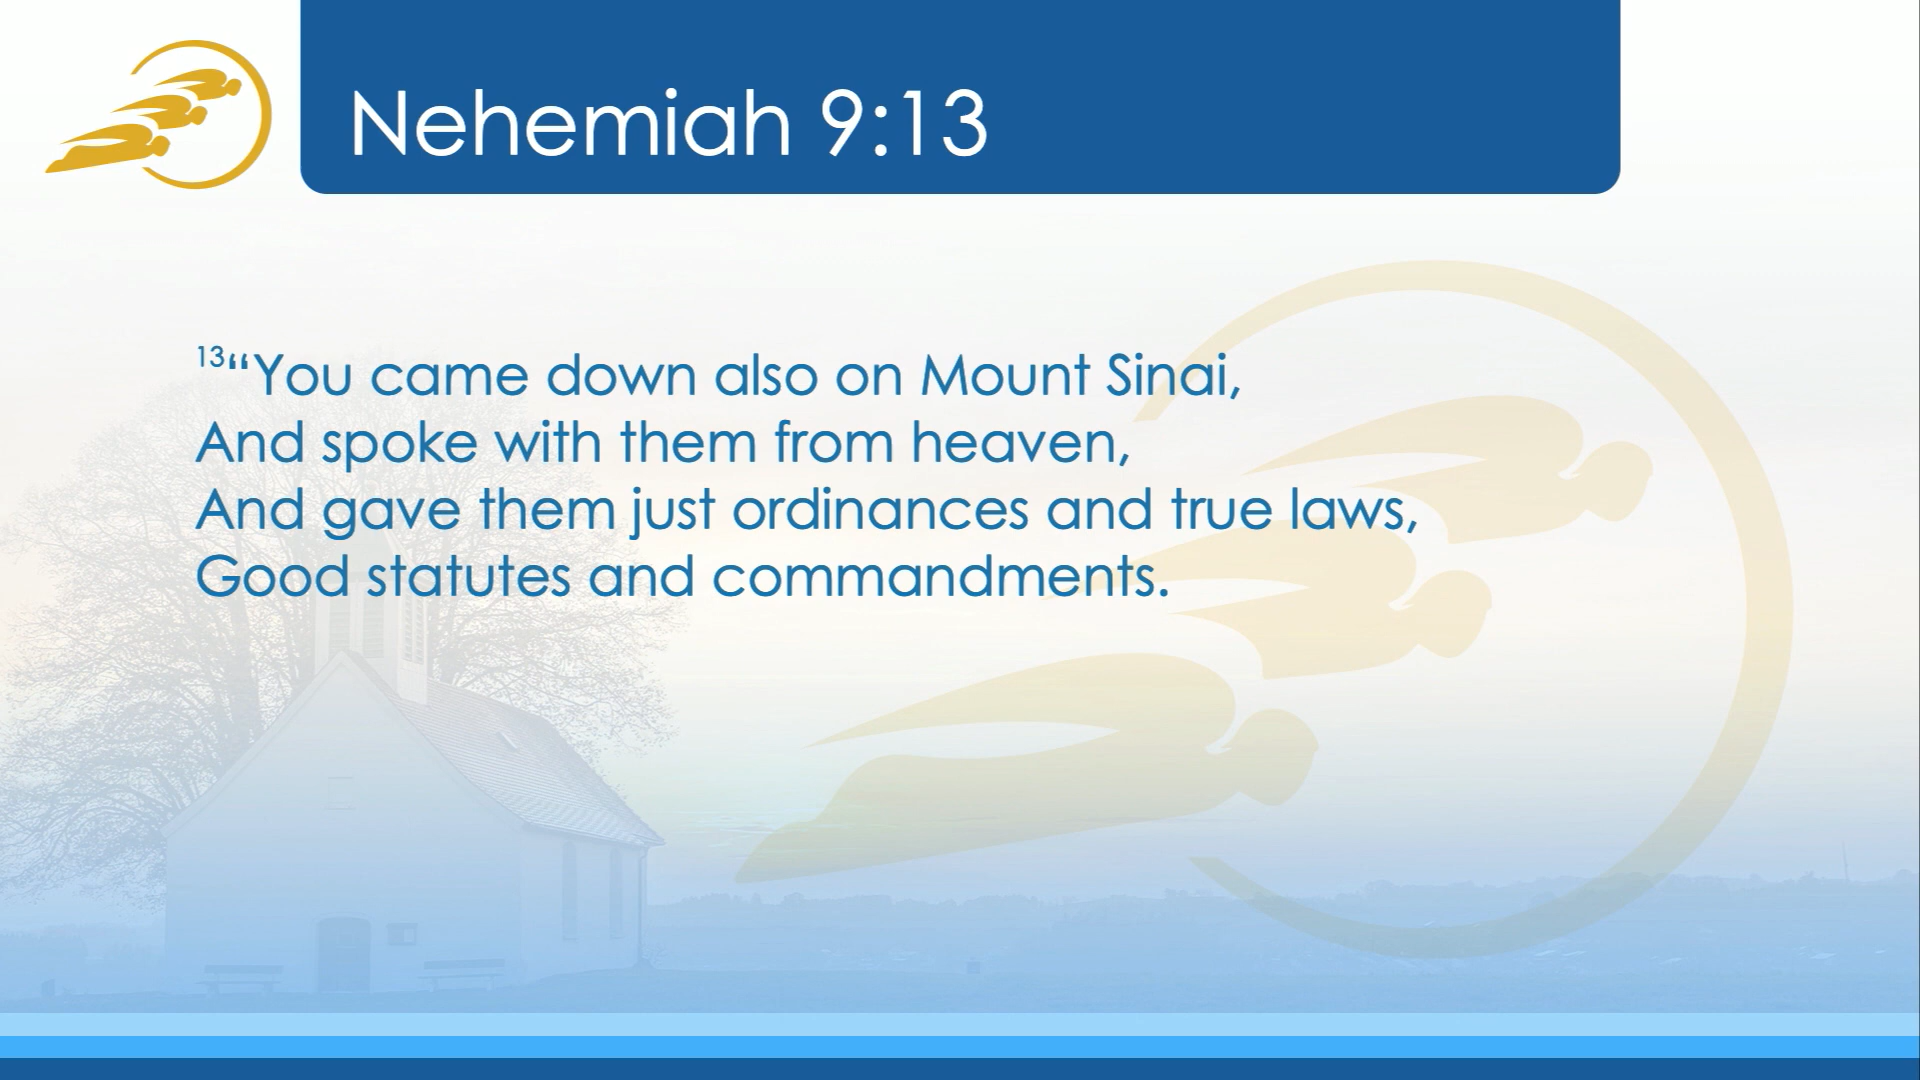 Nehemiah 9:13
13“You came down also on Mount Sinai,
And spoke with them from heaven,
And gave them just ordinances and true laws,
Good statutes and commandments.